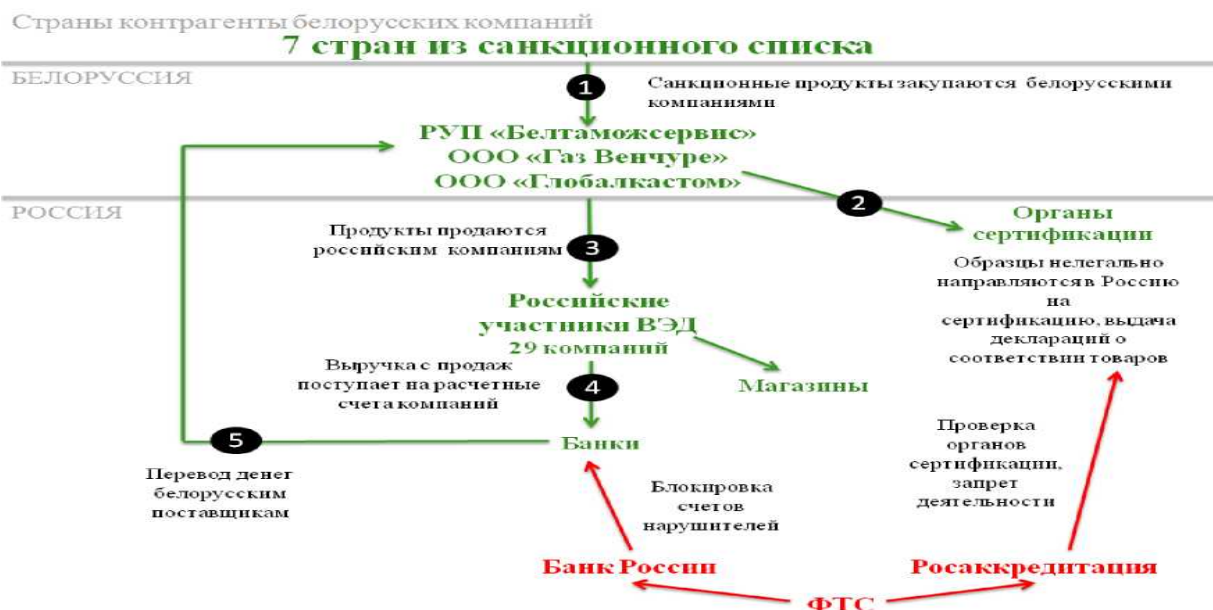 Страны контрагенты белорусских компаний
7 стран из санкционного списка
БЕЛОРУССИЯ
1
Санкционные продукты закупаются белорусскими
компаниями
РУП «Белтаможсервис»
ООО «Газ Венчуре»
ООО «Глобалкастом»
2
РОССИЯ
Органы
сертификации
Продукты продаются
российским компаниям
3
Образцы нелегально
направляются в Россию
на
сертификацию, выдача
деклараций о
соответствии товаров
Российские
участники ВЭД
29 компаний
Выручка с продаж
поступает на расчетные
счета компаний
4
Магазины
5
Банки
Перевод денег
белорусским
поставщикам
Блокировка
счетов
нарушителей
Проверка
органов
сертификации,
запрет
деятельности
Банк России
Росаккредитация
ФТС